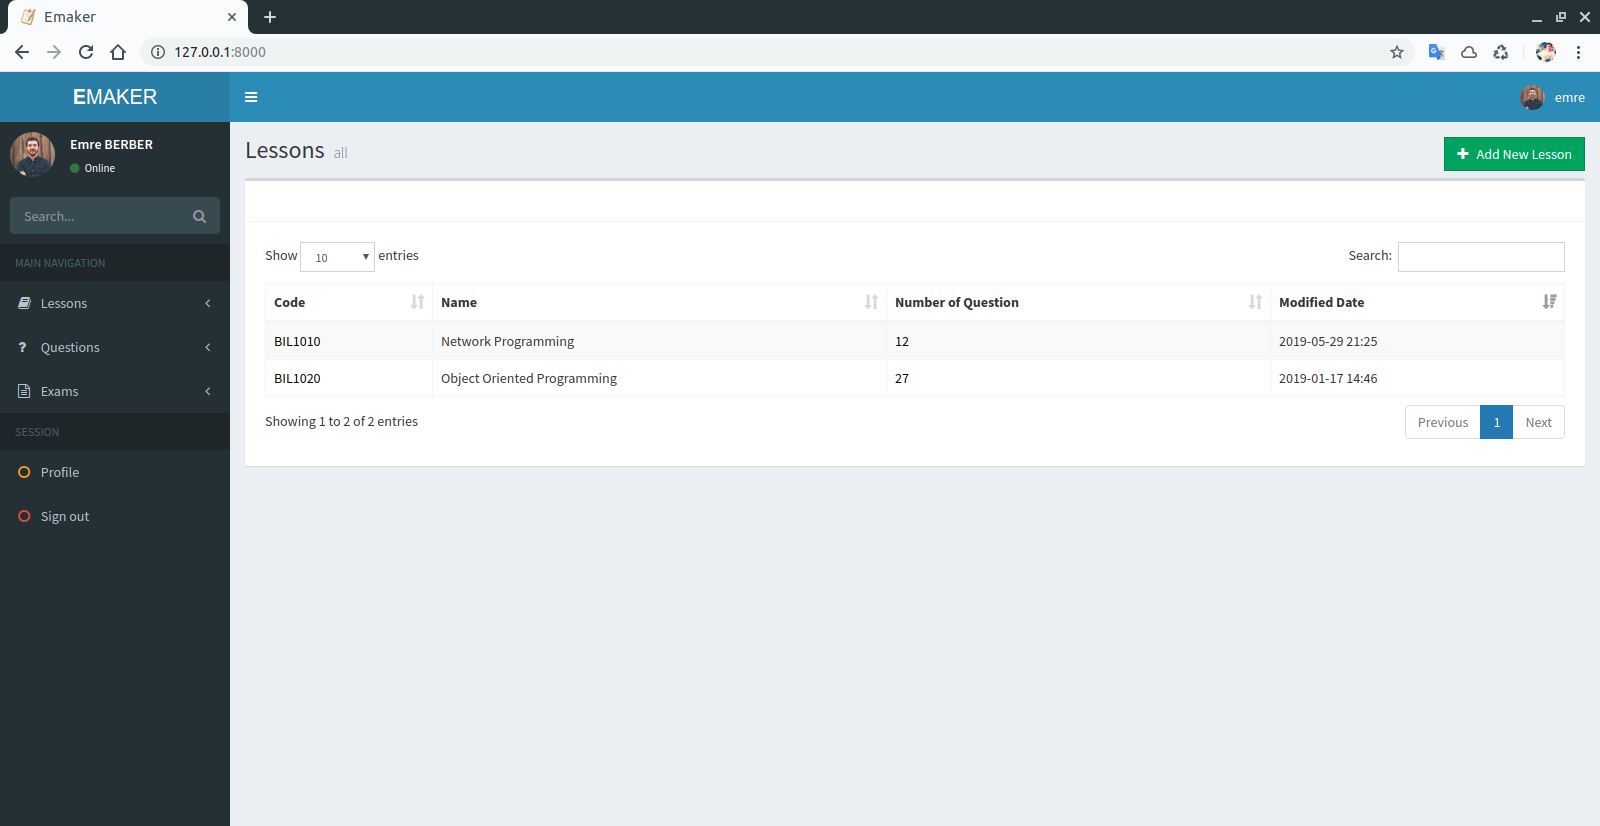 Emaker
127.0.0.1:8000
EMAKER
emre
Emre BERBER
Online
Search...
MAIN NAVIGATION
Lessons
Questions
Exams
SESSION
Profile
Sign out
Lessons all
+ Add New Lesson
Show 10 entries
Search:
Code Name Number of Question Modified Date
BIL1010 Network Programming 12 2019-05-29 21:25
BIL1020 Object Oriented Programming 27 2019-01-17 14:46
Showing 1 to 2 of 2 entries
Previous 1 Next